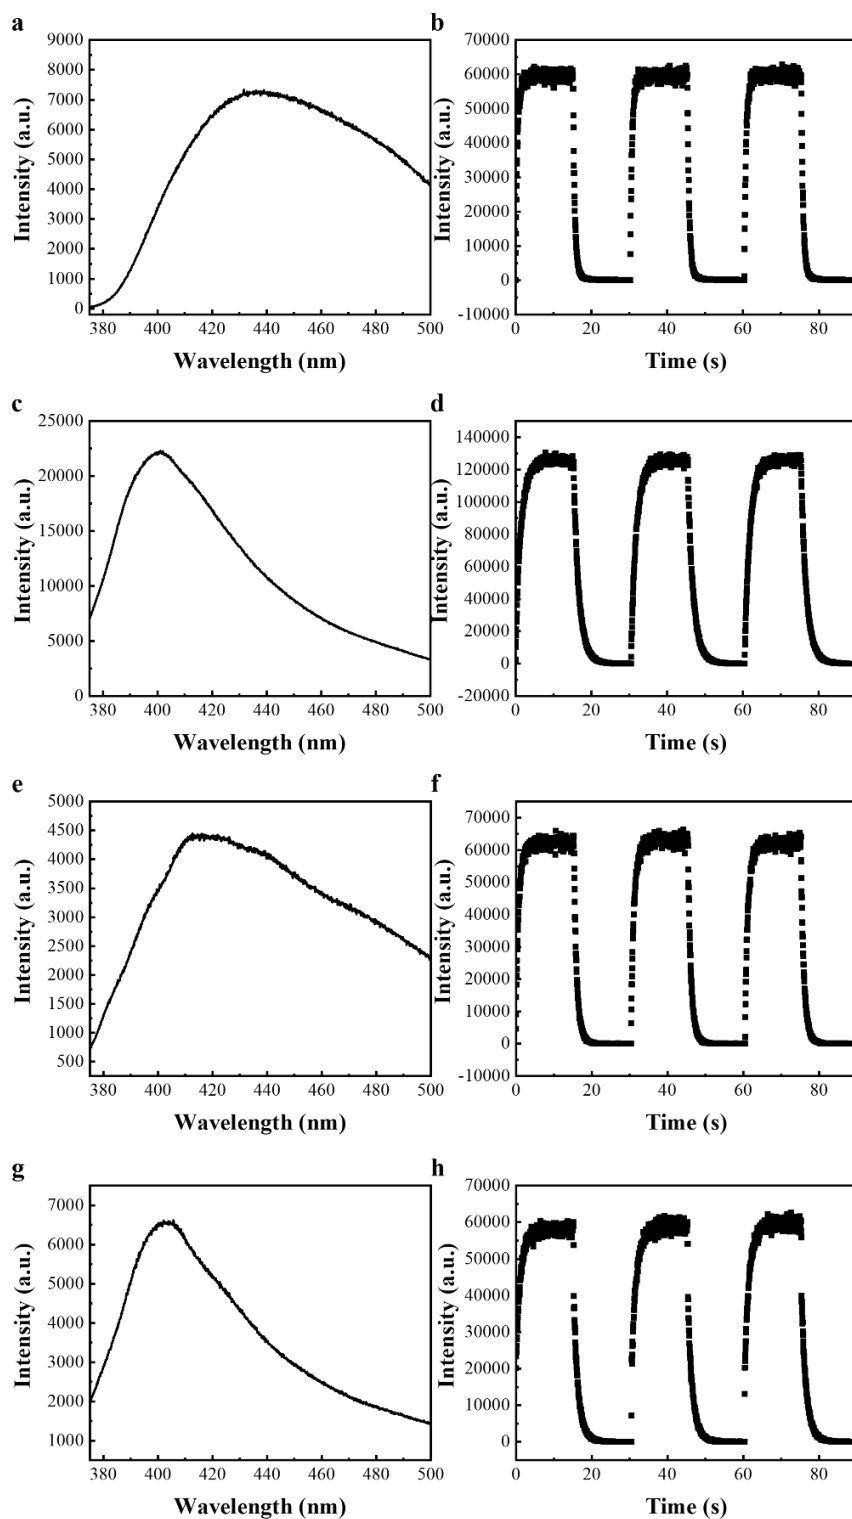 a
9000
8000
7000
6000
5000
4000
3000
2000
1000
0
Intensity (a.u.)
380 400 420 440 460 480 500
Wavelength (nm)
b
70000
60000
50000
40000
30000
20000
10000
0
-10000
Intensity (a.u.)
0 20 40 60 80
Time (s)
c
25000
20000
15000
10000
5000
0
Intensity (a.u.)
380 400 420 440 460 480 500
Wavelength (nm)
d
140000
120000
100000
80000
60000
40000
20000
0
-20000
Intensity (a.u.)
0 20 40 60 80
Time (s)
e
5000
4500
4000
3500
3000
2500
2000
1500
1000
500
Intensity (a.u.)
380 400 420 440 460 480 500
Wavelength (nm)
f
70000
60000
50000
40000
30000
20000
10000
0
-10000
Intensity (a.u.)
0 20 40 60 80
Time (s)
g
7000
6000
5000
4000
3000
2000
1000
Intensity (a.u.)
380 400 420 440 460 480 500
Wavelength (nm)
h
70000
60000
50000
40000
30000
20000
10000
0
-10000
Intensity (a.u.)
0 20 40 60 80
Time (s)